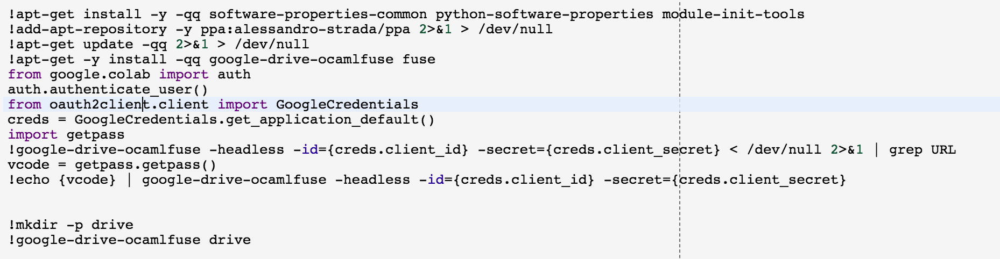 !apt-get install -y -qq software-properties-common python-software-properties module-init-tools
!add-apt-repository -y ppa:alessandro-strada/ppa 2>&1 > /dev/null
!apt-get update -qq 2>&1 > /dev/null
!apt-get -y install -qq google-drive-ocamlfuse fuse
from google.colab import auth
auth.authenticate_user()
from oauth2client.client import GoogleCredentials
creds = GoogleCredentials.get_application_default()
import getpass
!google-drive-ocamlfuse -headless -id={creds.client_id} -secret={creds.client_secret} < /dev/null 2>&1 | grep URL
vcode = getpass.getpass()
!echo {vcode} | google-drive-ocamlfuse -headless -id={creds.client_id} -secret={creds.client_secret}
!mkdir -p drive
!google-drive-ocamlfuse drive